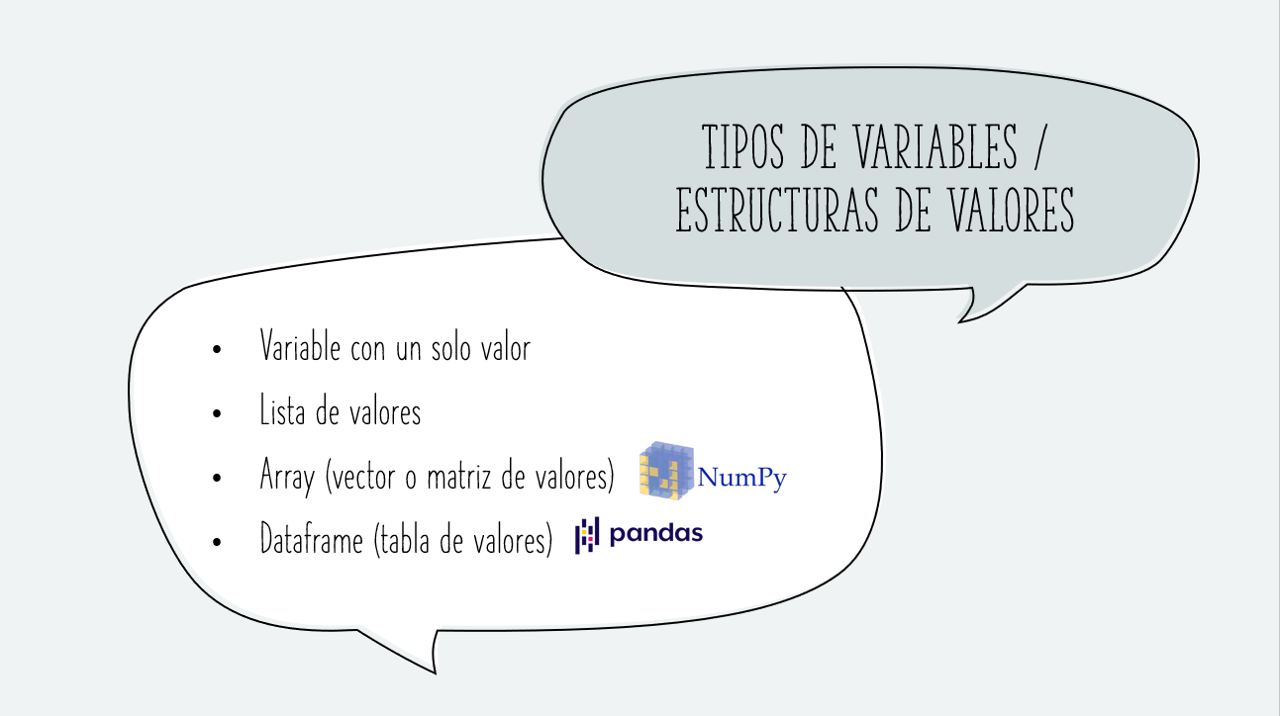 TIPOS DE VARIABLES /
ESTRUCTURAS DE VALORES
• Variable con un solo valor
• Lista de valores
• Array (vector o matriz de valores) NumPy
• Dataframe (tabla de valores) pandas